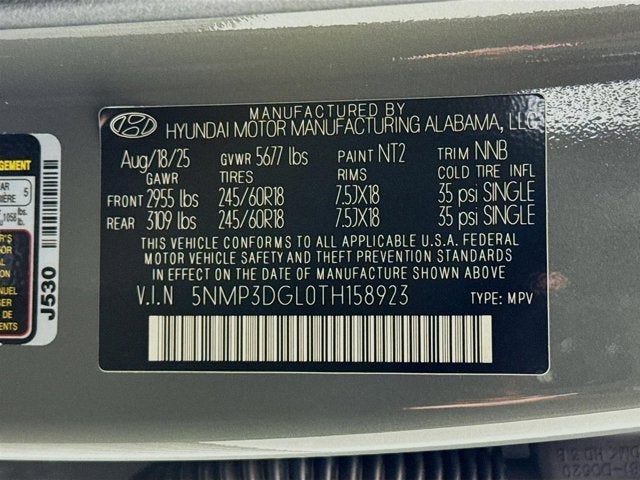 MANUFACTURED BY
HYUNDAI MOTOR MANUFACTURING ALABAMA, LLC
Aug/18/25 GVWR 5677 lbs PAINT NT2 TRIM NNB
GAWR TIRES RIMS COLD TIRE INFL
FRONT 2955 lbs 245/60R18 7.5JX18 35 psi SINGLE
REAR 3109 lbs 245/60R18 7.5JX18 35 psi SINGLE
THIS VEHICLE CONFORMS TO ALL APPLICABLE U.S.A. FEDERAL
MOTOR VEHICLE SAFETY AND THEFT PREVENTION STANDARDS
IN EFFECT ON THE DATE OF MANUFACTURE SHOWN ABOVE.
V.I.N 5NMP3DGL0TH158923 TYPE: MPV
J530
5